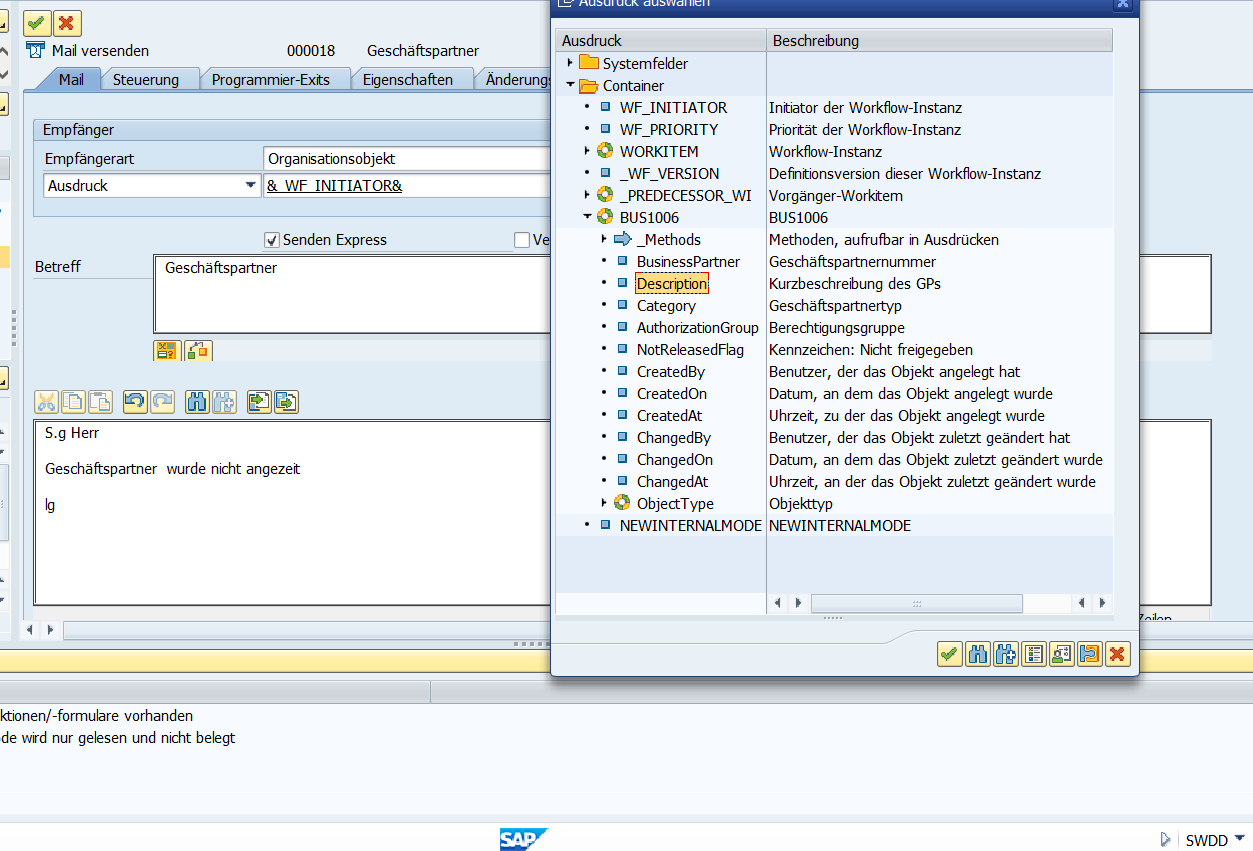 Ausdruck auswählen
Mail versenden 000018 Geschäftspartner
Mail Steuerung Programmier-Exits Eigenschaften Änderungs
Empfänger
Empfängerart Organisationsobjekt
Ausdruck &_WF_INITIATOR&
Senden Express Ve
Betreff Geschäftspartner
S.g Herr
Geschäftspartner wurde nicht angezeit
lg
Ausdruck Beschreibung
Systemfelder
Container
WF_INITIATOR Initiator der Workflow-Instanz
WF_PRIORITY Priorität der Workflow-Instanz
WORKITEM Workflow-Instanz
_WF_VERSION Definitionsversion dieser Workflow-Instanz
_PREDECESSOR_WI Vorgänger-Workitem
BUS1006 BUS1006
_Methods Methoden, aufrufbar in Ausdrücken
BusinessPartner Geschäftspartnernummer
Description Kurzbeschreibung des GPs
Category Geschäftspartnertyp
AuthorizationGroup Berechtigungsgruppe
NotReleasedFlag Kennzeichen: Nicht freigegeben
CreatedBy Benutzer, der das Objekt angelegt hat
CreatedOn Datum, an dem das Objekt angelegt wurde
CreatedAt Uhrzeit, zu der das Objekt angelegt wurde
ChangedBy Benutzer, der das Objekt zuletzt geändert hat
ChangedOn Datum, an dem das Objekt zuletzt geändert wurde
ChangedAt Uhrzeit, an der das Objekt zuletzt geändert wurde
ObjectType Objekttyp
NEWINTERNALMODE NEWINTERNALMODE
Zeilen
ktionen/-formulare vorhanden
de wird nur gelesen und nicht belegt
SAP SWDD